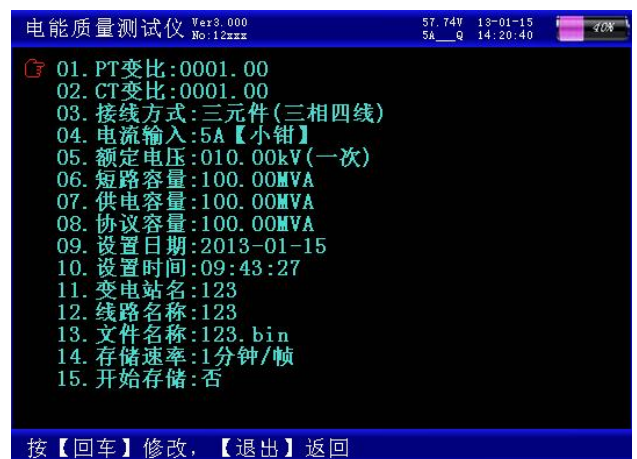 电能质量测试仪 Ver3.000 No:12xxx 57.74V 13-01-15 5A___Q 14:20:40 40%
01.PT变比:0001.00
02.CT变比:0001.00
03.接线方式:三元件(三相四线)
04.电流输入:5A【小钳】
05.额定电压:010.00kV(一次)
06.短路容量:100.00MVA
07.供电容量:100.00MVA
08.协议容量:100.00MVA
09.设置日期:2013-01-15
10.设置时间:09:43:27
11.变电站名:123
12.线路名称:123
13.文件名称:123.bin
14.存储速率:1分钟/帧
15.开始存储:否
按【回车】修改,【退出】返回